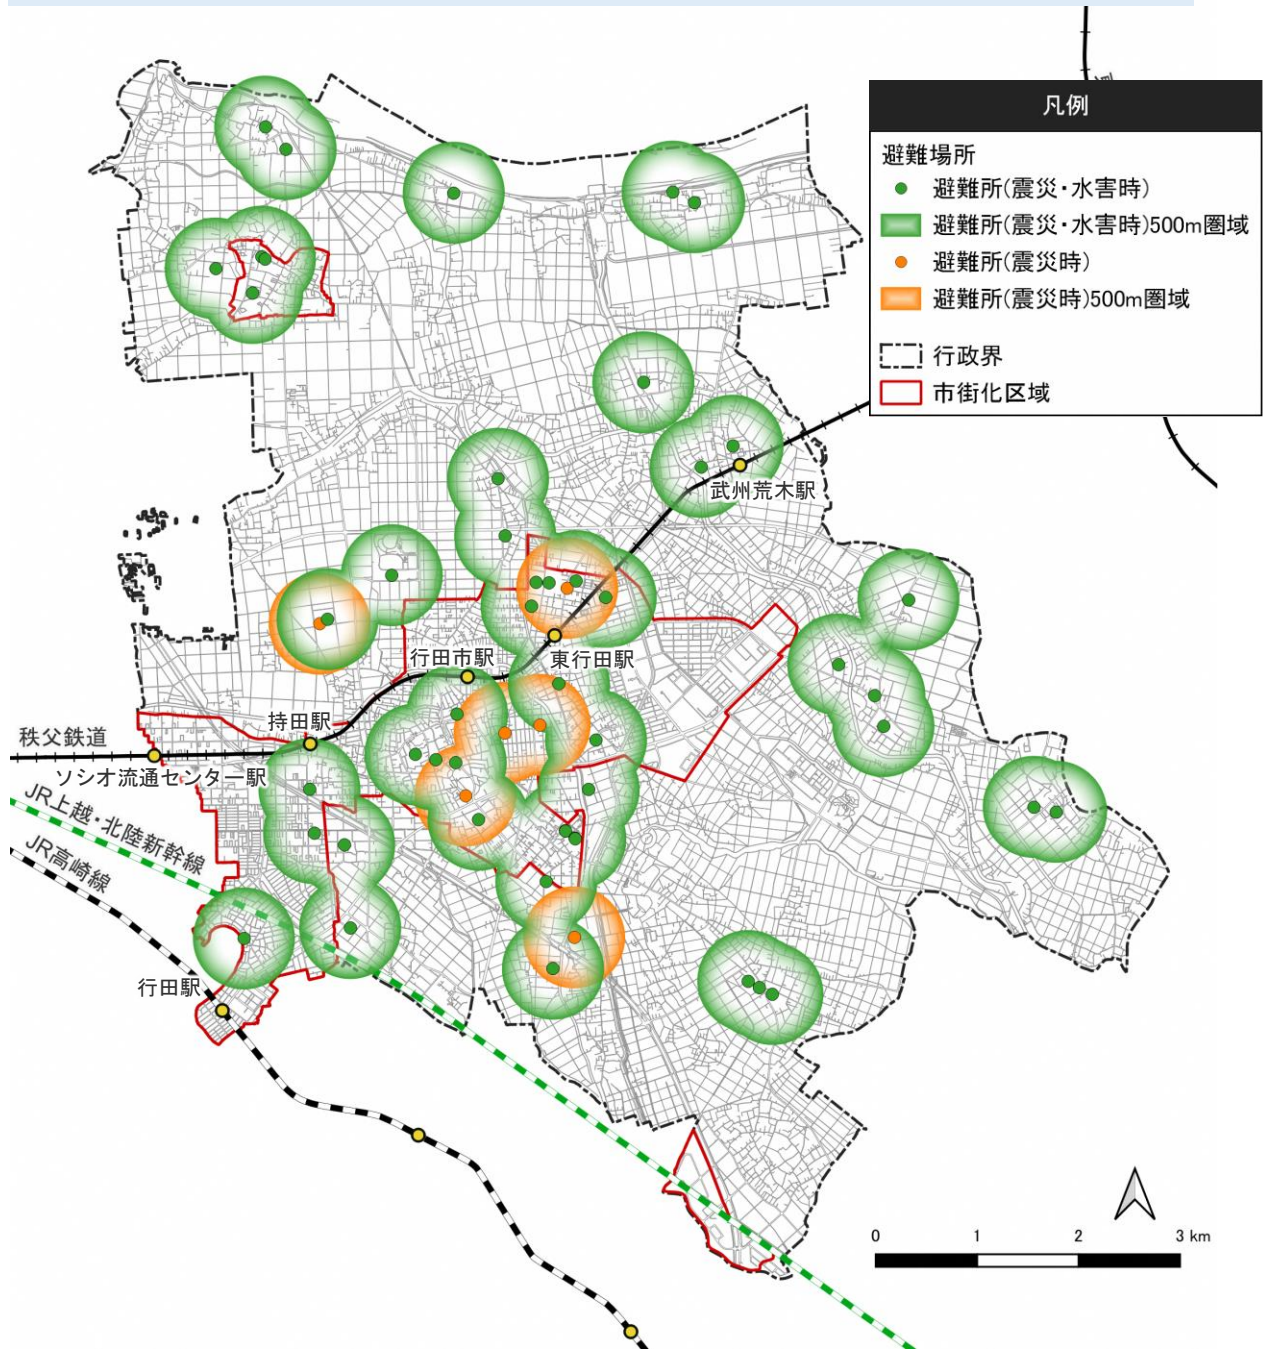 凡例
避難場所
避難所(震災・水害時)
避難所(震災・水害時)500m圏域
避難所(震災時)
避難所(震災時)500m圏域
行政界
市街化区域
武州荒木駅
行田市駅
東行田駅
持田駅
秩父鉄道
ソシオ流通センター駅
JR上越・北陸新幹線
JR高崎線
行田駅
0 1 2 3 km